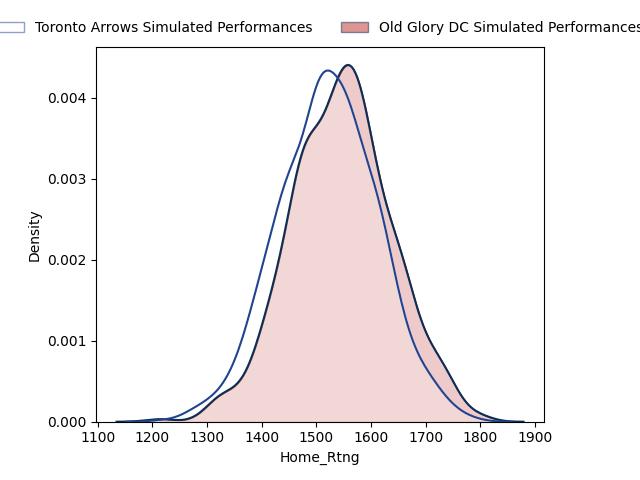 Toronto Arrows Simulated Performances Old Glory DC Simulated Performances
Density
0.004
0.003
0.002
0.001
0.000
1100 1200 1300 1400 1500 1600 1700 1800 1900
Home_Rtng